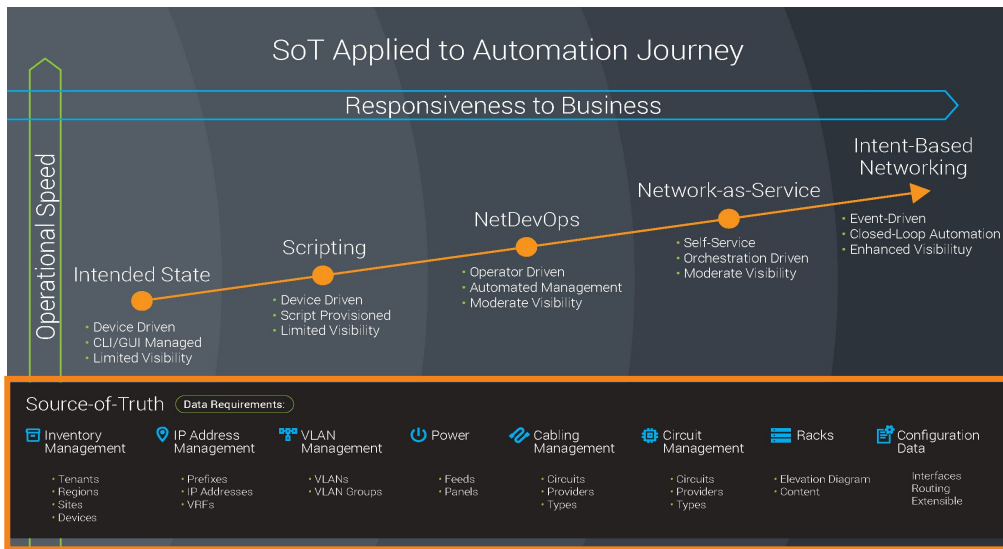 SoT Applied to Automation Journey
Responsiveness to Business
Operational Speed
Intended State
• Device Driven
• CLI/GUI Managed
• Limited Visibility
Scripting
• Device Driven
• Script Provisioned
• Limited Visibility
NetDevOps
• Operator Driven
• Automated Management
• Moderate Visibility
Network-as-Service
• Self-Service
• Orchestration Driven
• Moderate Visibility
Intent-Based
Networking
• Event-Driven
• Closed-Loop Automation
• Enhanced Visibilituy
Source-of-Truth
Data Requirements:
Inventory
Management
• Tenants
• Regions
• Sites
• Devices
IP Address
Management
• Prefixes
• IP Addresses
• VRFs
VLAN
Management
• VLANs
• VLAN Groups
Power
• Feeds
• Panels
Cabling
Management
• Circuits
• Providers
• Types
Circuit
Management
• Circuits
• Providers
• Types
Racks
• Elevation Diagram
• Content
Configuration
Data
Interfaces
Routing
Extensible